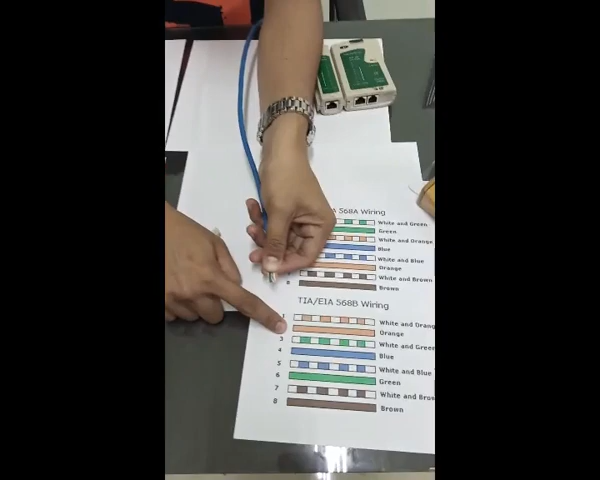 568A Wiring
White and Green
Green
White and Orange
Blue
White and Blue
Orange
White and Brown
8 Brown
TIA/EIA 568B Wiring
1 White and Orang
Orange
3 White and Green
4 Blue
5 White and Blue
6 Green
7 White and Brow
8 Brown